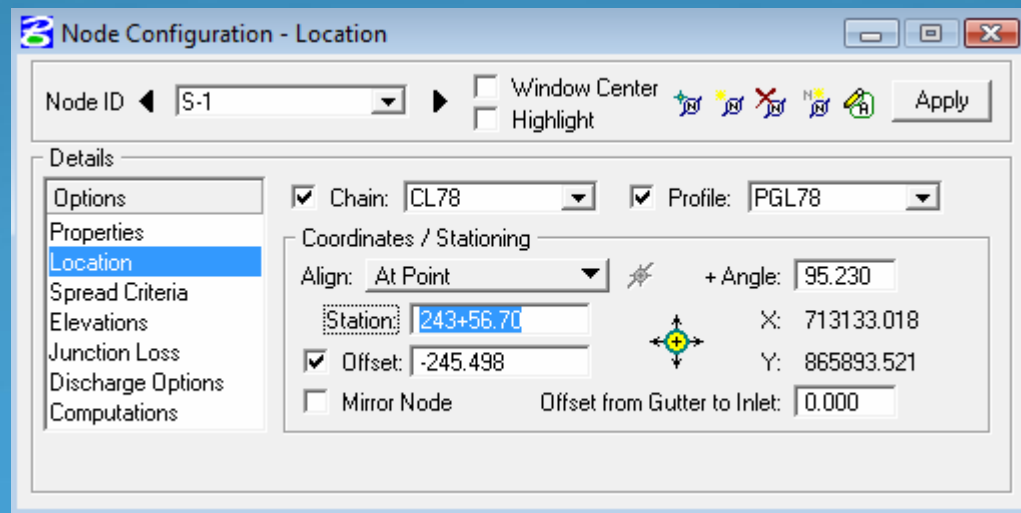 Node Configuration - Location
Node ID S-1 Window Center
Highlight
Apply
Details
Options
Properties
Location
Spread Criteria
Elevations
Junction Loss
Discharge Options
Computations
Chain: CL78 Profile: PGL78
Coordinates / Stationing
Align: At Point + Angle: 95.230
Station: 243+56.70 X: 713133.018
Offset: -245.498 Y: 865893.521
Mirror Node Offset from Gutter to Inlet: 0.000